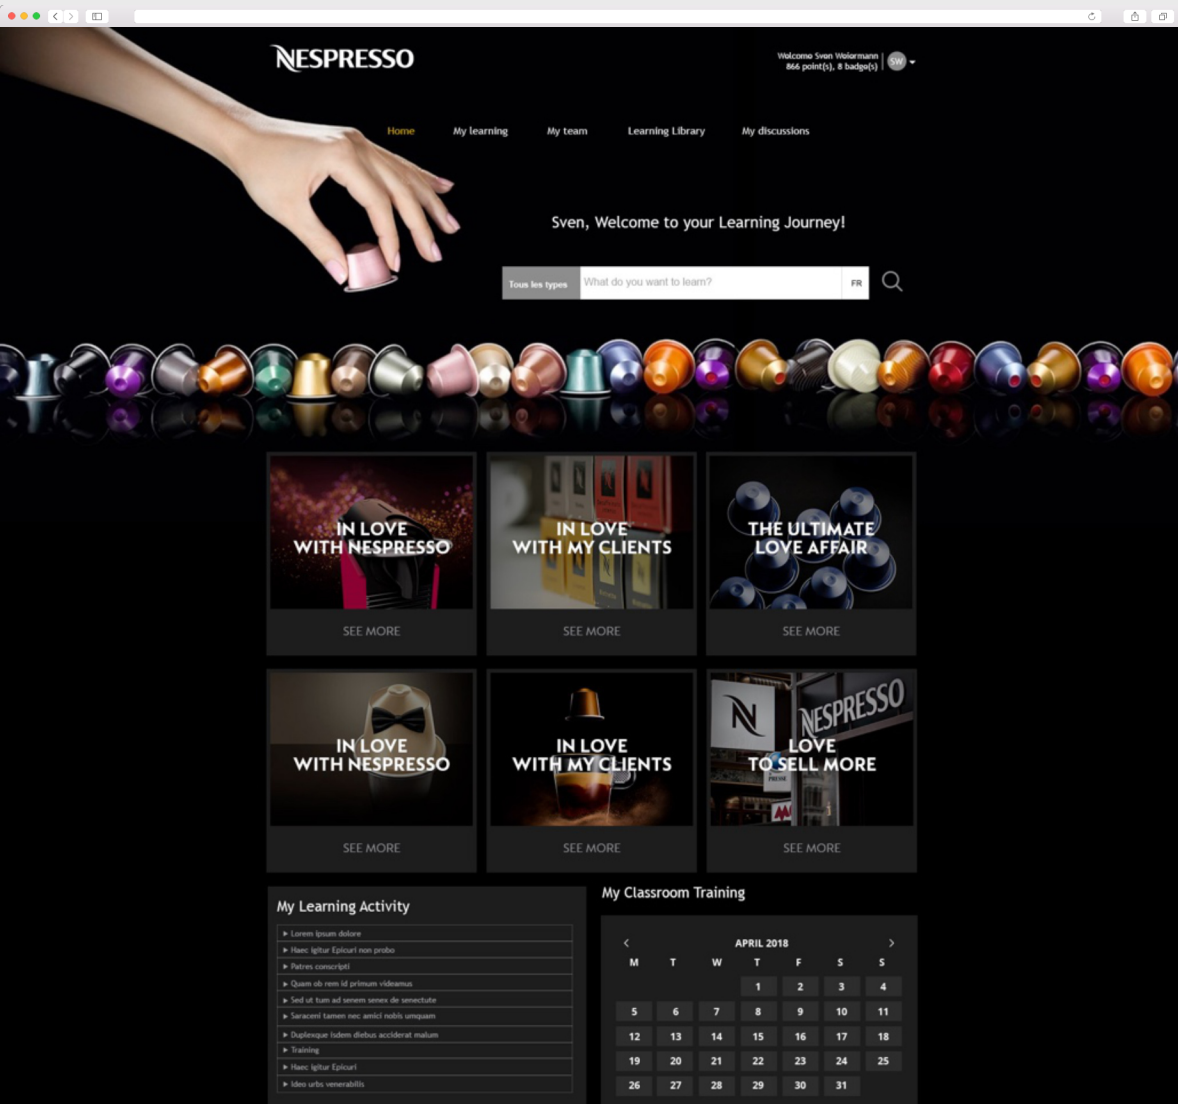 NESPRESSO
Welcome Sven Weiermann
866 point(s), 8 badge(s)
SW
Home
My learning
My team
Learning Library
My discussions
Sven, Welcome to your Learning Journey!
Tous les types
What do you want to learn?
FR
IN LOVE
WITH NESPRESSO
SEE MORE
IN LOVE
WITH MY CLIENTS
SEE MORE
THE ULTIMATE
LOVE AFFAIR
SEE MORE
IN LOVE
WITH NESPRESSO
SEE MORE
IN LOVE
WITH MY CLIENTS
SEE MORE
NESPRESSO
LOVE
TO SELL MORE
SEE MORE
My Learning Activity
Lorem ipsum dolore
Haec igitur Epicuri non probo
Patres conscripti
Quam ob rem id primum videamus
Sed ut tum ad senem senex de senectute
Saraceni tamen nec amici nobis umquam
Duplexque isdem diebus acciderat malum
Training
Haec igitur Epicuri
Ideo urbs venerabilis
My Classroom Training
APRIL 2018
M T W T F S S
1 2 3 4
5 6 7 8 9 10 11
12 13 14 15 16 17 18
19 20 21 22 23 24 25
26 27 28 29 30 31